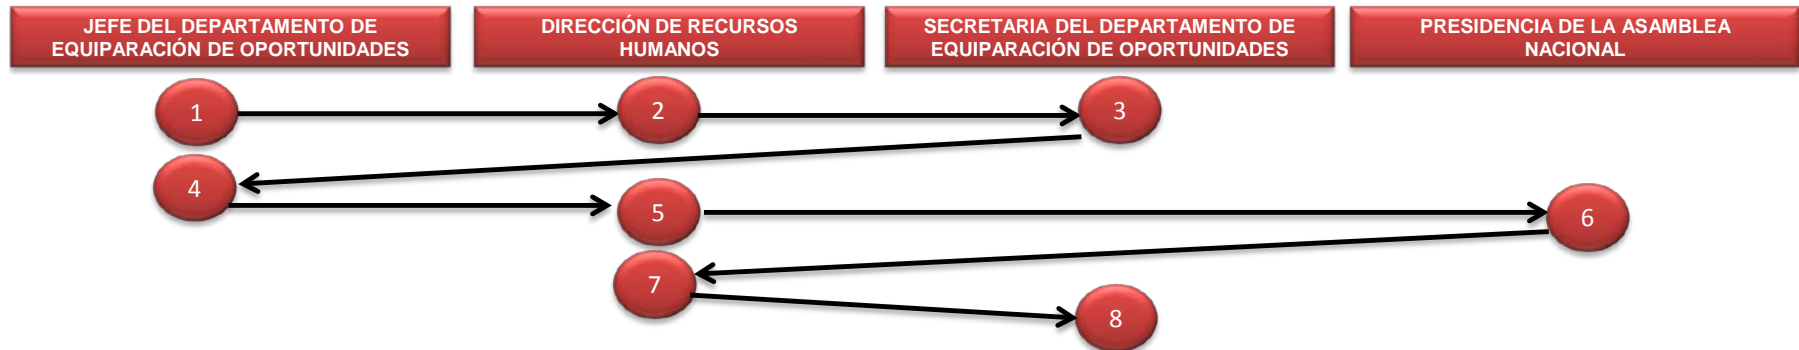 JEFE DEL DEPARTAMENTO DE
EQUIPARACIÓN DE OPORTUNIDADES
DIRECCIÓN DE RECURSOS
HUMANOS
SECRETARIA DEL DEPARTAMENTO DE
EQUIPARACIÓN DE OPORTUNIDADES
PRESIDENCIA DE LA ASAMBLEA
NACIONAL
1
2
3
4
5
6
7
8